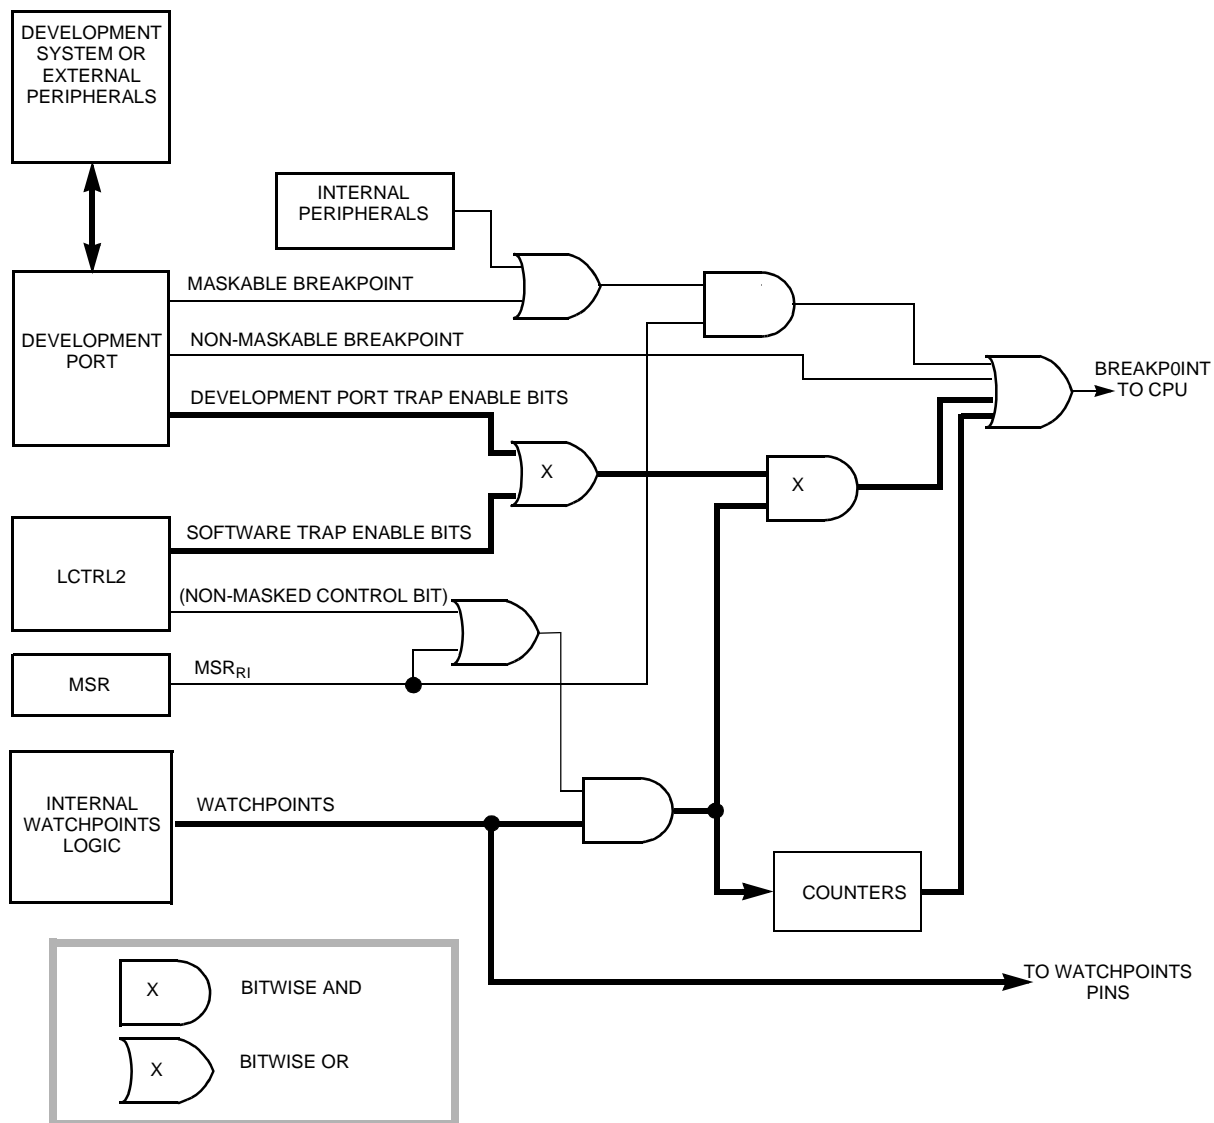 DEVELOPMENT
SYSTEM OR
EXTERNAL
PERIPHERALS
INTERNAL
PERIPHERALS
MASKABLE BREAKPOINT
NON-MASKABLE BREAKPOINT
DEVELOPMENT
PORT
BREAKP0INT
TO CPU
DEVELOPMENT PORT TRAP ENABLE BITS
X
X
SOFTWARE TRAP ENABLE BITS
LCTRL2
(NON-MASKED CONTROL BIT)
MSRRI
MSR
WATCHPOINTS
INTERNAL
WATCHPOINTS
LOGIC
COUNTERS
TO WATCHPOINTS
PINS
X
BITWISE AND
X
BITWISE OR